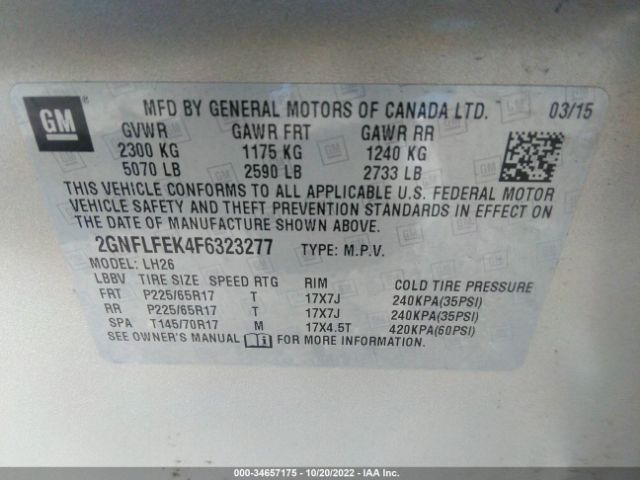 GM MFD BY GENERAL MOTORS OF CANADA LTD. 03/15
GVWR GAWR FRT GAWR RR
2300 KG 1175 KG 1240 KG
5070 LB 2590 LB 2733 LB
THIS VEHICLE CONFORMS TO ALL APPLICABLE U.S. FEDERAL MOTOR
VEHICLE SAFETY AND THEFT PREVENTION STANDARDS IN EFFECT ON
THE DATE OF MANUFACTURE SHOWN ABOVE.
2GNFLFEK4F6323277 TYPE: M.P.V.
MODEL: LH26
LBBV TIRE SIZE SPEED RTG RIM COLD TIRE PRESSURE
FRT P225/65R17 T 17X7J 240KPA(35PSI)
RR P225/65R17 T 17X7J 240KPA(35PSI)
SPA T145/70R17 M 17X4.5T 420KPA(60PSI)
SEE OWNER'S MANUAL FOR MORE INFORMATION
000-34657175 - 10/20/2022 - IAA Inc.